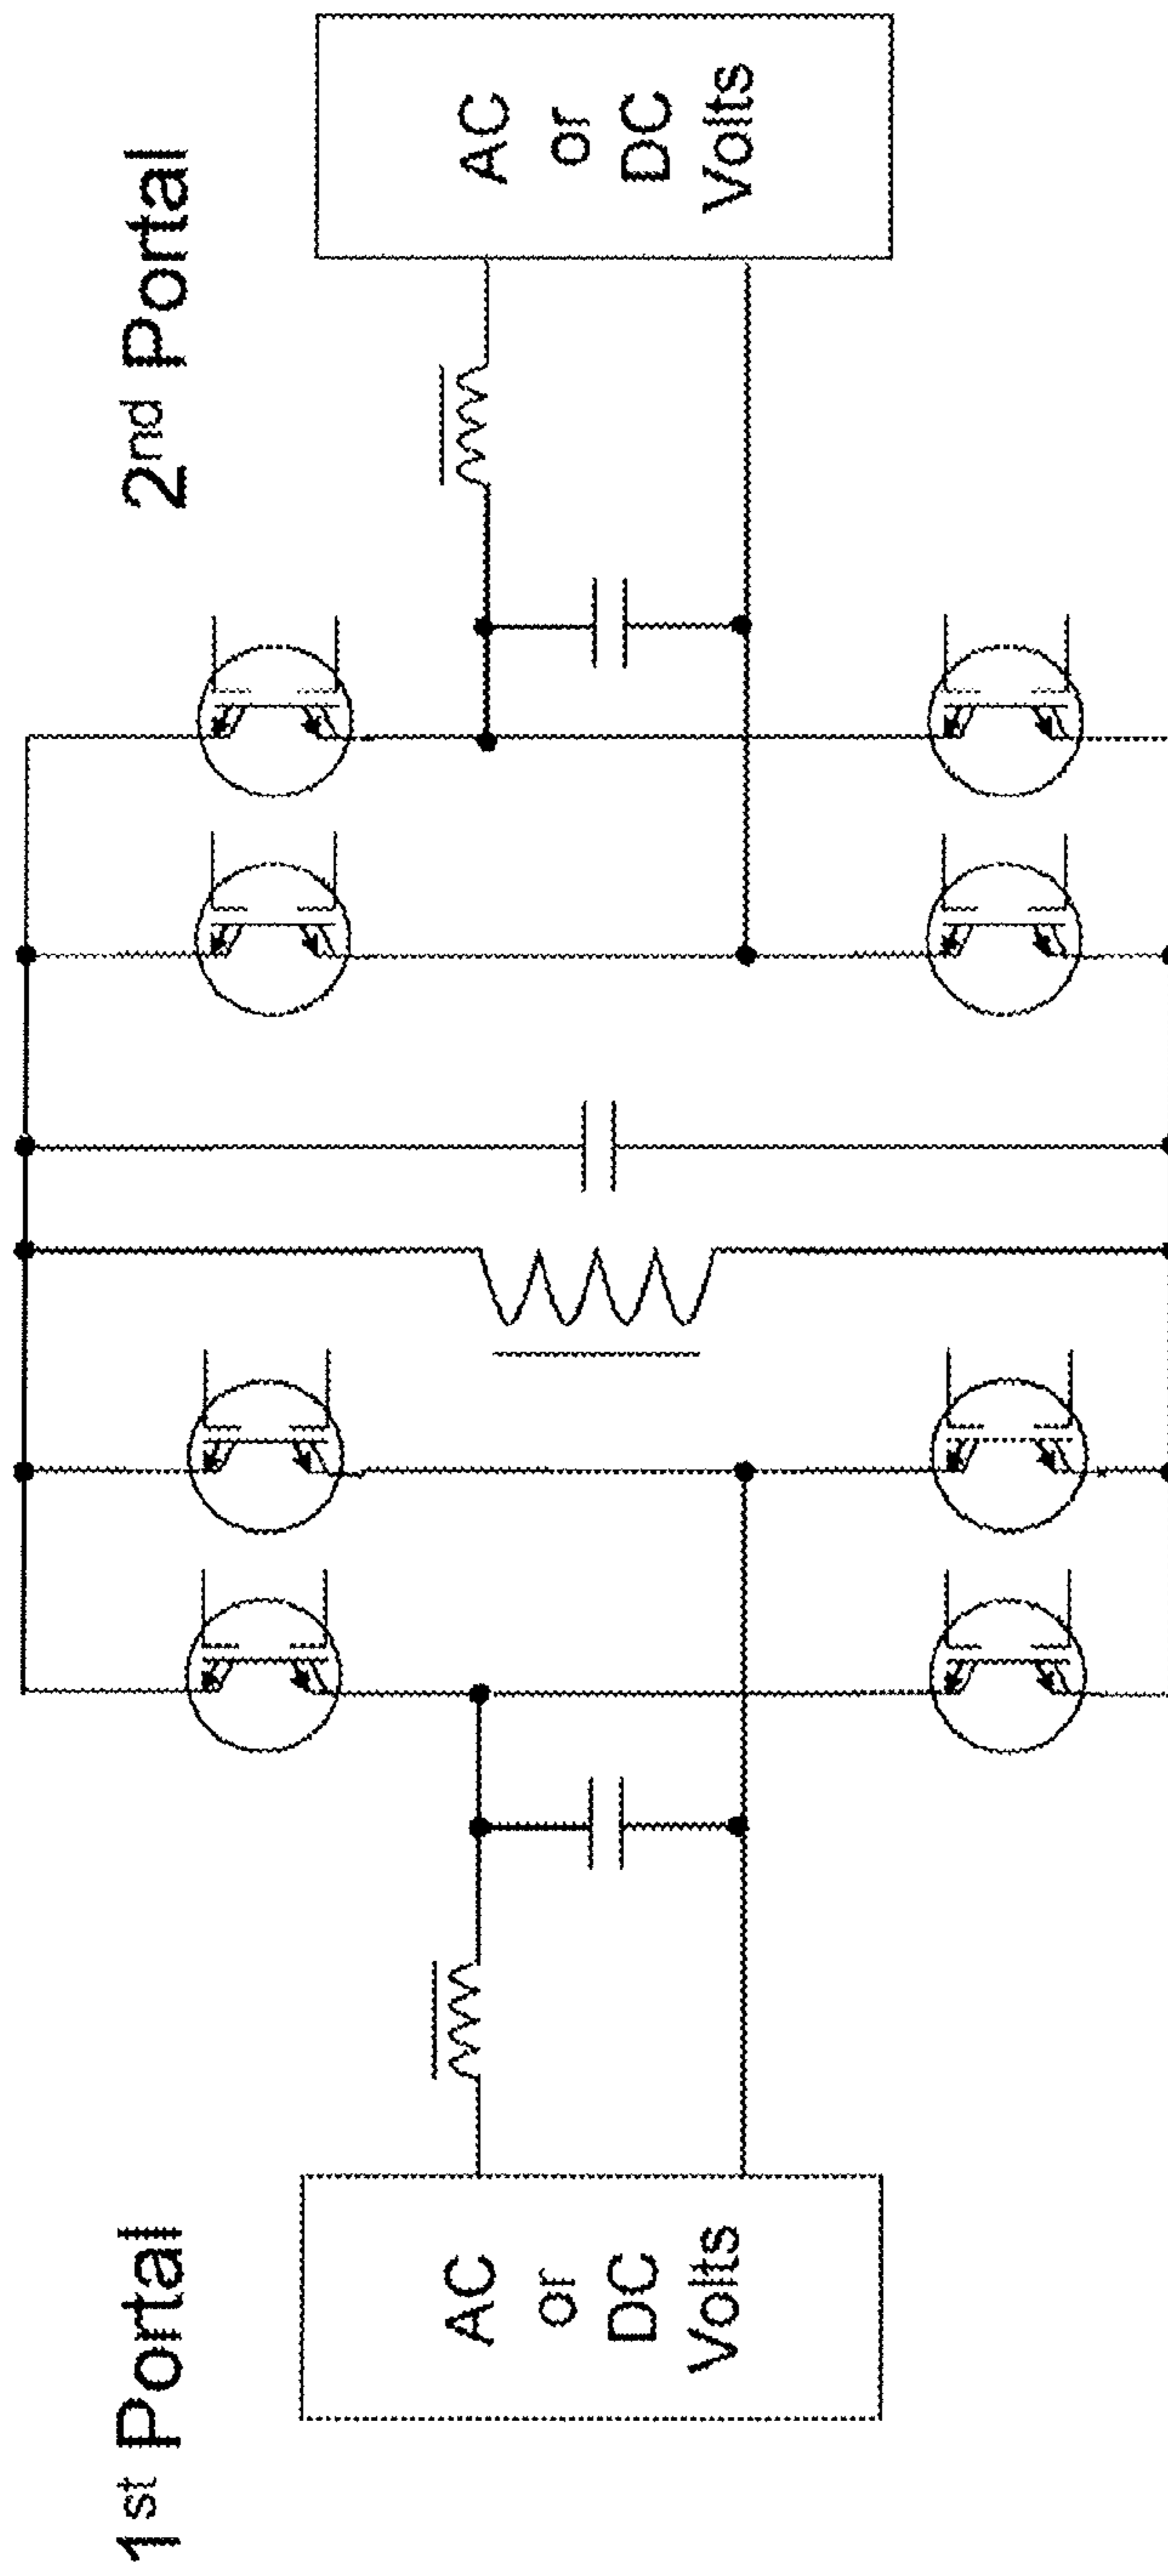 1st Portal
AC
or
DC
Volts
2nd Portal
AC
or
DC
Volts